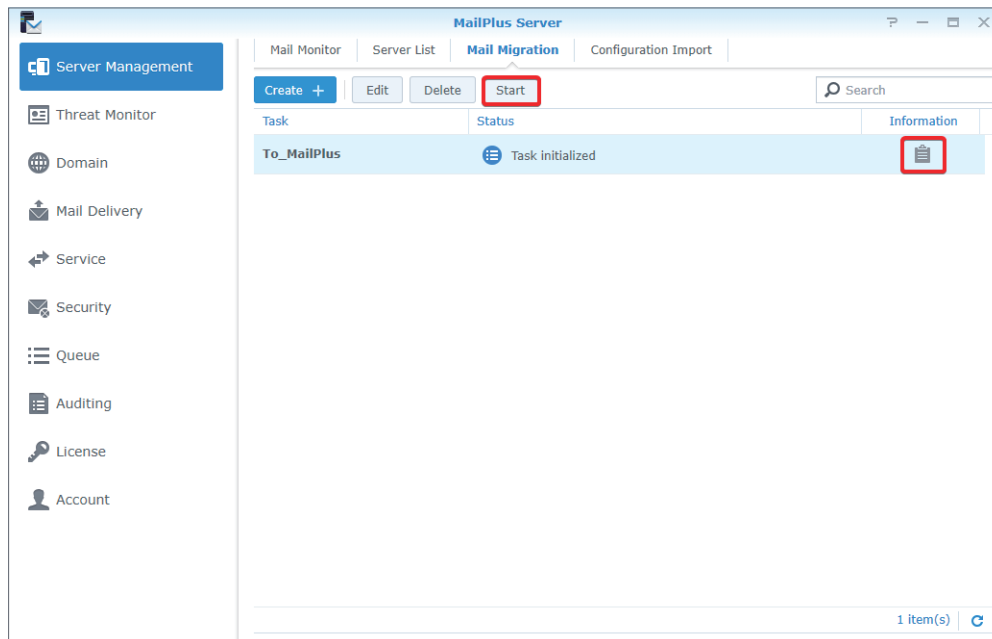 MailPlus Server
Server Management
Threat Monitor
Domain
Mail Delivery
Service
Security
Queue
Auditing
License
Account
Mail Monitor Server List Mail Migration Configuration Import
Create + Edit Delete Start Search
Task Status Information
To_MailPlus Task initialized
1 item(s)